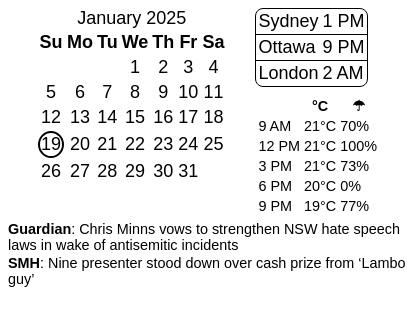 January 2025
Su Mo Tu We Th Fr Sa
1 2 3 4
5 6 7 8 9 10 11
12 13 14 15 16 17 18
19 20 21 22 23 24 25
26 27 28 29 30 31
Sydney 1 PM
Ottawa 9 PM
London 2 AM
°C ☂
9 AM 21°C 70%
12 PM 21°C 100%
3 PM 21°C 73%
6 PM 20°C 0%
9 PM 19°C 77%
Guardian: Chris Minns vows to strengthen NSW hate speech
laws in wake of antisemitic incidents
SMH: Nine presenter stood down over cash prize from ‘Lambo
guy’